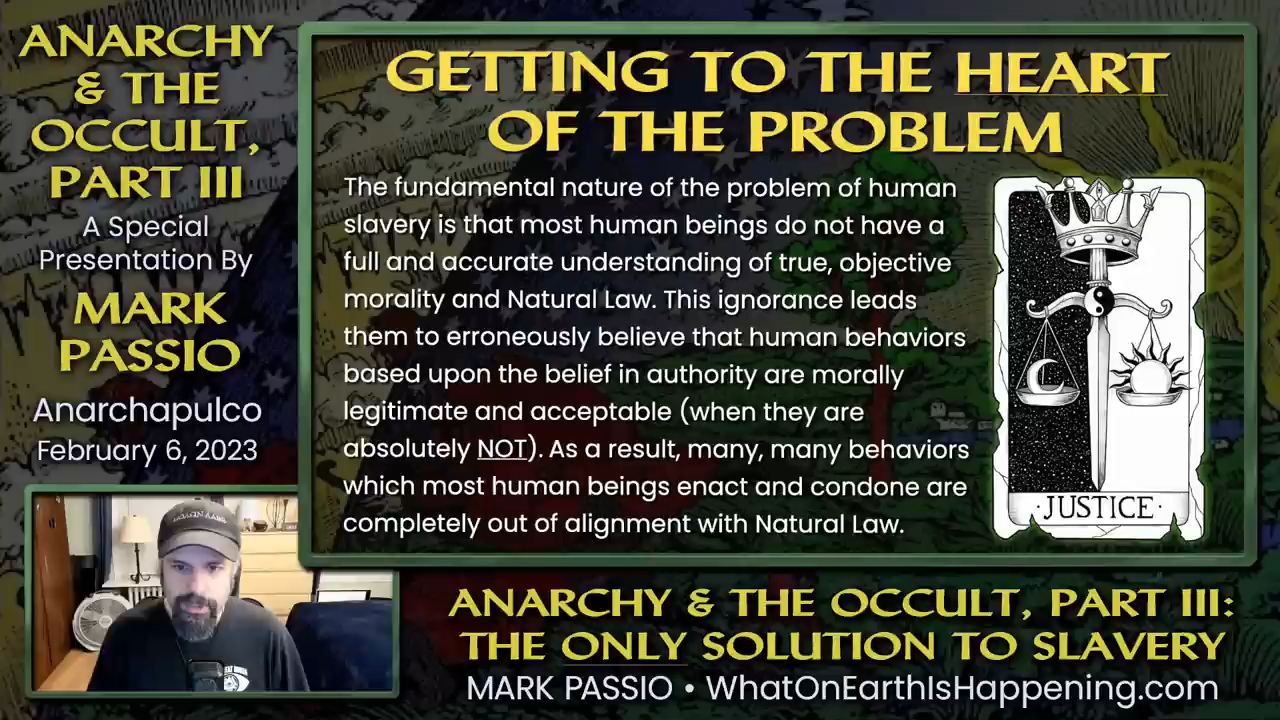 ANARCHY
& THE
OCCULT,
PART III
A Special
Presentation By
MARK
PASSIO
Anarchapulco
February 6, 2023
GETTING TO THE HEART
OF THE PROBLEM
The fundamental nature of the problem of human
slavery is that most human beings do not have a
full and accurate understanding of true, objective
morality and Natural Law. This ignorance leads
them to erroneously believe that human behaviors
based upon the belief in authority are morally
legitimate and acceptable (when they are
absolutely NOT). As a result, many, many behaviors
which most human beings enact and condone are
completely out of alignment with Natural Law.
·JUSTICE·
ANARCHY & THE OCCULT, PART III:
THE ONLY SOLUTION TO SLAVERY
MARK PASSIO • WhatOnEarthIsHappening.com